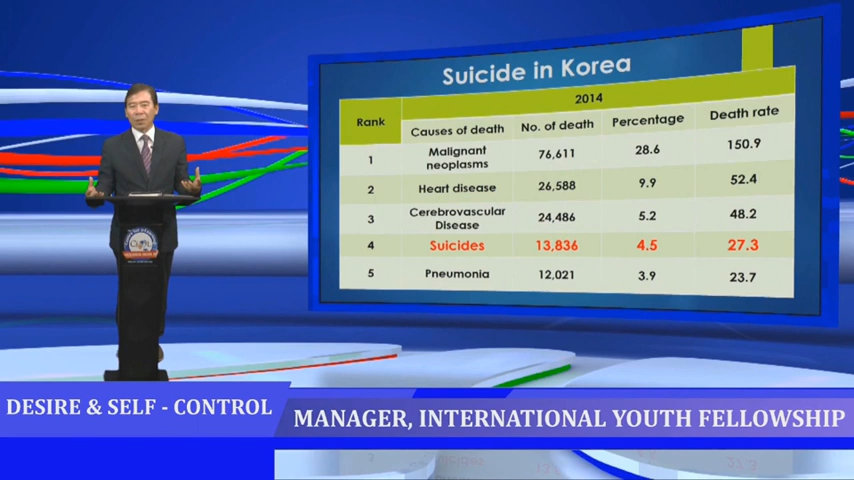 Suicide in Korea
Rank
2014
Causes of death No. of death Percentage Death rate
1 Malignant neoplasms 76,611 28.6 150.9
2 Heart disease 26,588 9.9 52.4
3 Cerebrovascular Disease 24,486 5.2 48.2
4 Suicides 13,836 4.5 27.3
5 Pneumonia 12,021 3.9 23.7
DESIRE & SELF - CONTROL
MANAGER, INTERNATIONAL YOUTH FELLOWSHIP